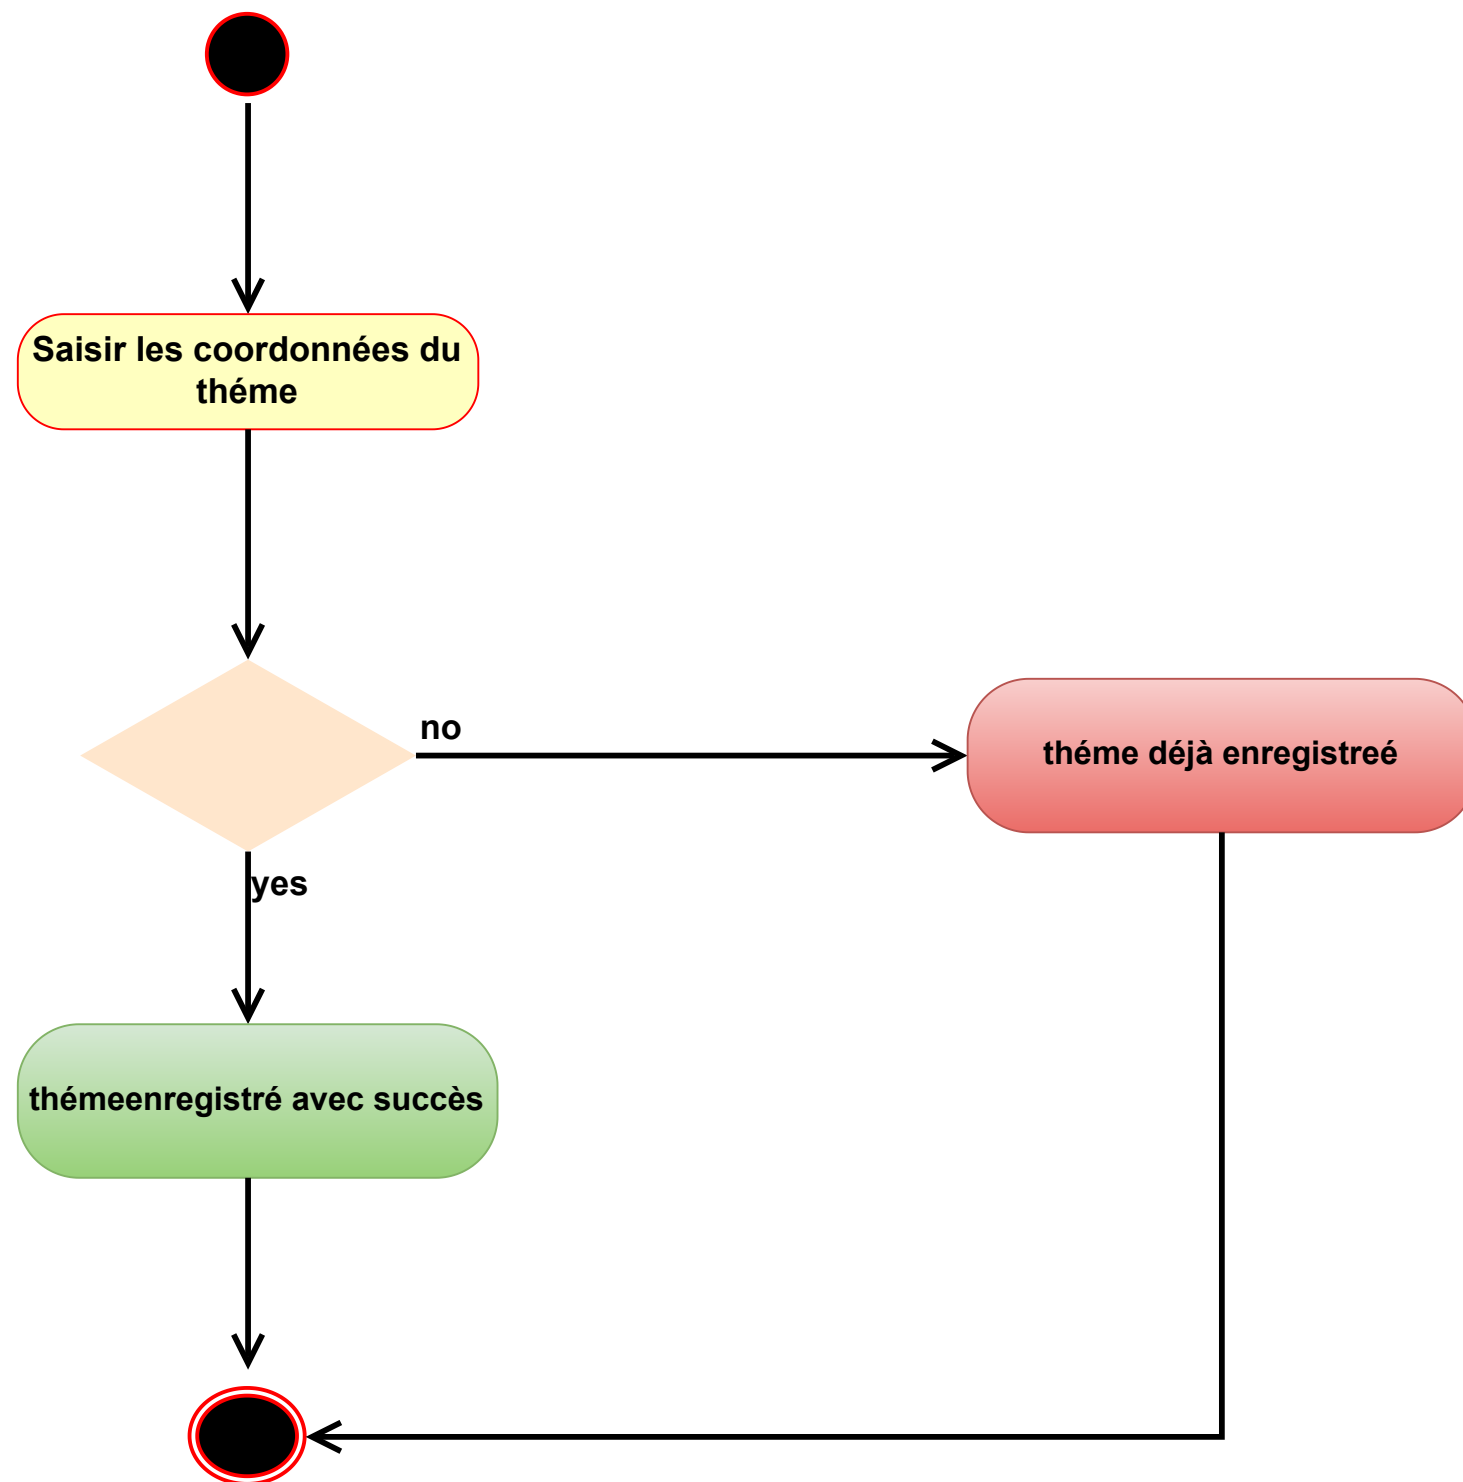 Saisir les coordonnées du
théme
no
théme déjà enregistreé
yes
thémeenregistré avec succès